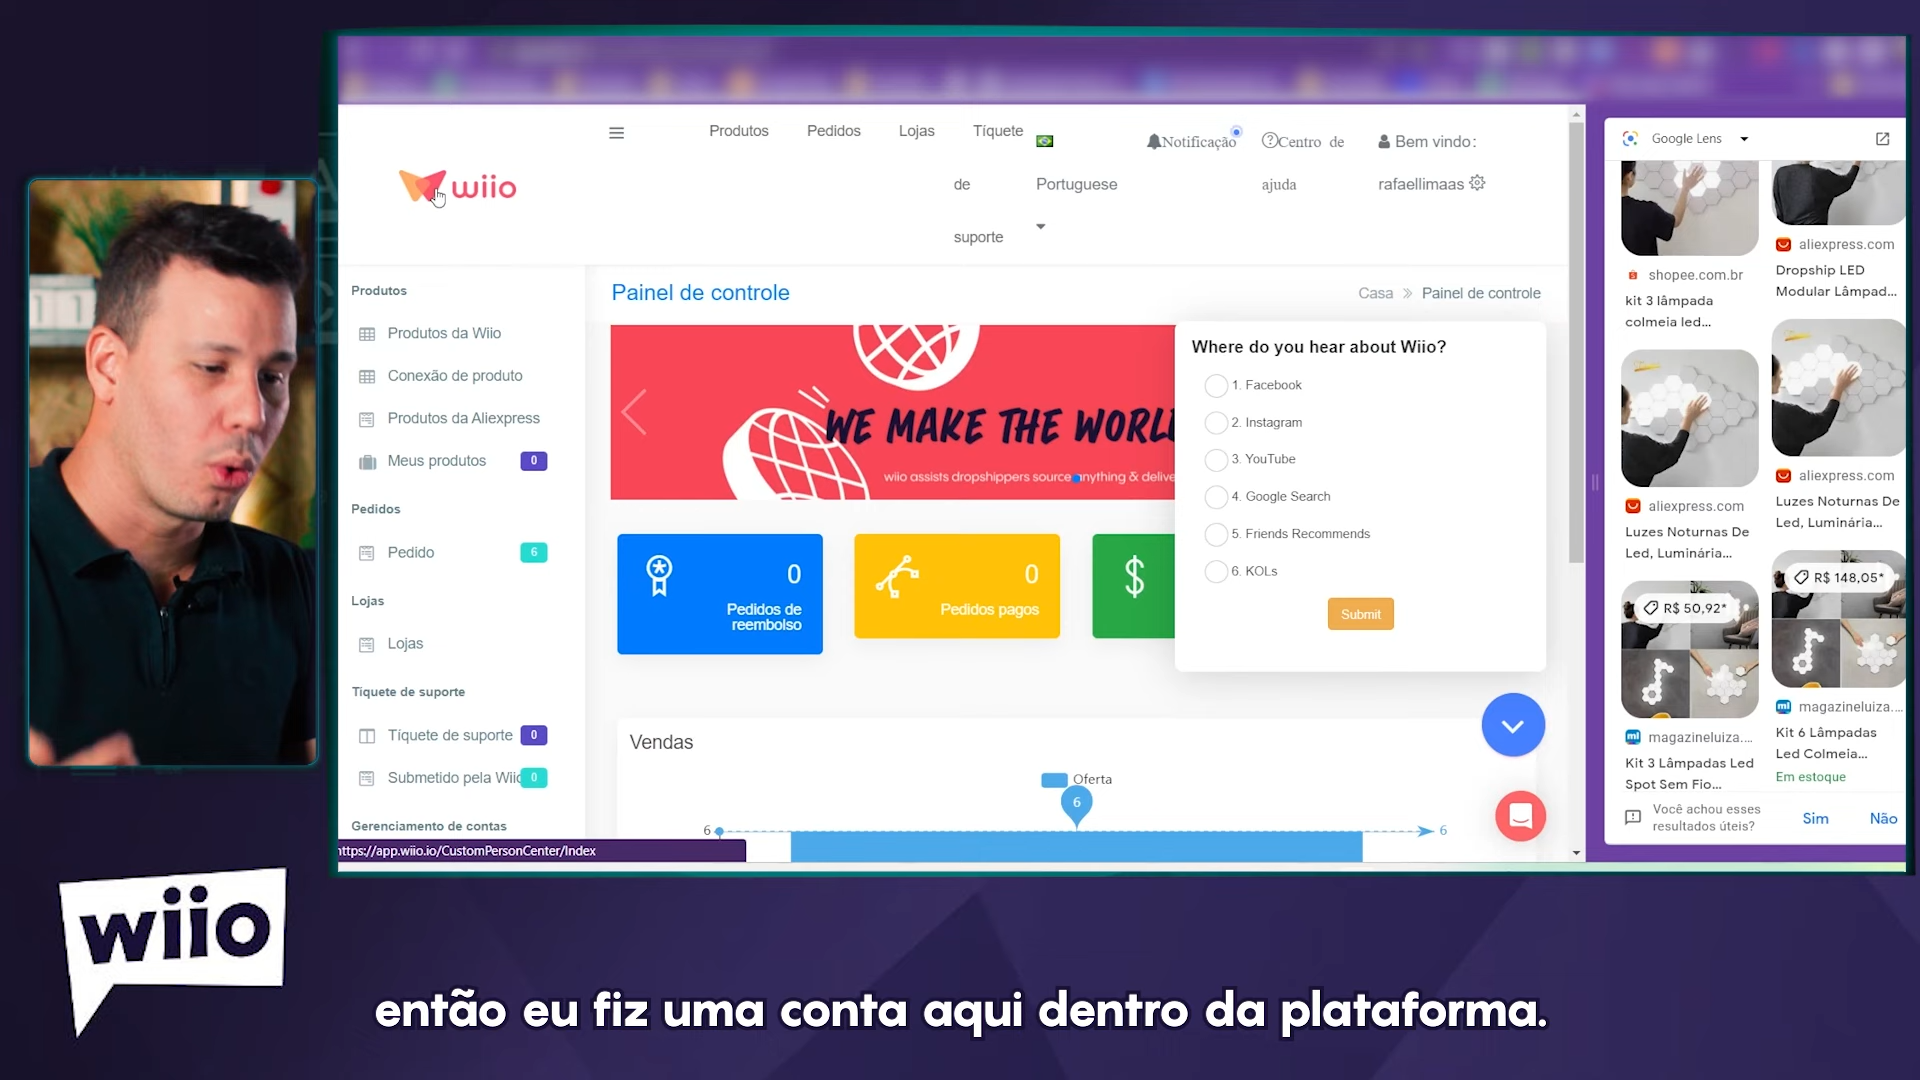 Produtos
Pedidos
Lojas
Tíquete
de
suporte
Portuguese
Notificação
Centro de
ajuda
Bem vindo:
rafaellimaas
wiio
Produtos
Produtos da Wiio
Conexão de produto
Produtos da Aliexpress
Meus produtos 0
Pedidos
Pedido 6
Lojas
Lojas
Tíquete de suporte
Tíquete de suporte 0
Submetido pela Wiio 0
Gerenciamento de contas
https://app.wiio.io/CustomPersonCenter/Index
Painel de controle
Casa » Painel de controle
WE MAKE THE WORLD
wiio assists dropshippers source anything & delive
0
Pedidos de
reembolso
0
Pedidos pagos
$
Where do you hear about Wiio?
1. Facebook
2. Instagram
3. YouTube
4. Google Search
5. Friends Recommends
6. KOLs
Submit
Vendas
Oferta
6
6
6
Google Lens
shopee.com.br
kit 3 lâmpada
colmeia led...
aliexpress.com
Luzes Noturnas De
Led, Luminária...
R$ 50,92*
magazineluiza....
Kit 3 Lâmpadas Led
Spot Sem Fio...
aliexpress.com
Dropship LED
Modular Lâmpad...
aliexpress.com
Luzes Noturnas De
Led, Luminária...
R$ 148,05*
magazineluiza....
Kit 6 Lâmpadas
Led Colmeia...
Em estoque
Você achou esses
resultados úteis?
Sim
Não
wiio
então eu fiz uma conta aqui dentro da plataforma.